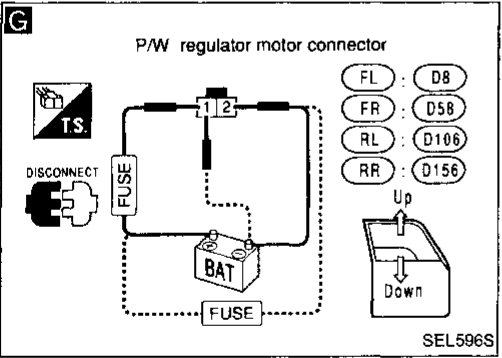 G
P/W regulator motor connector
T.S.
DISCONNECT
FUSE
1 2
BAT
FUSE
FL : D8
FR : D58
RL : D106
RR : D156
Up
Down
SEL596S